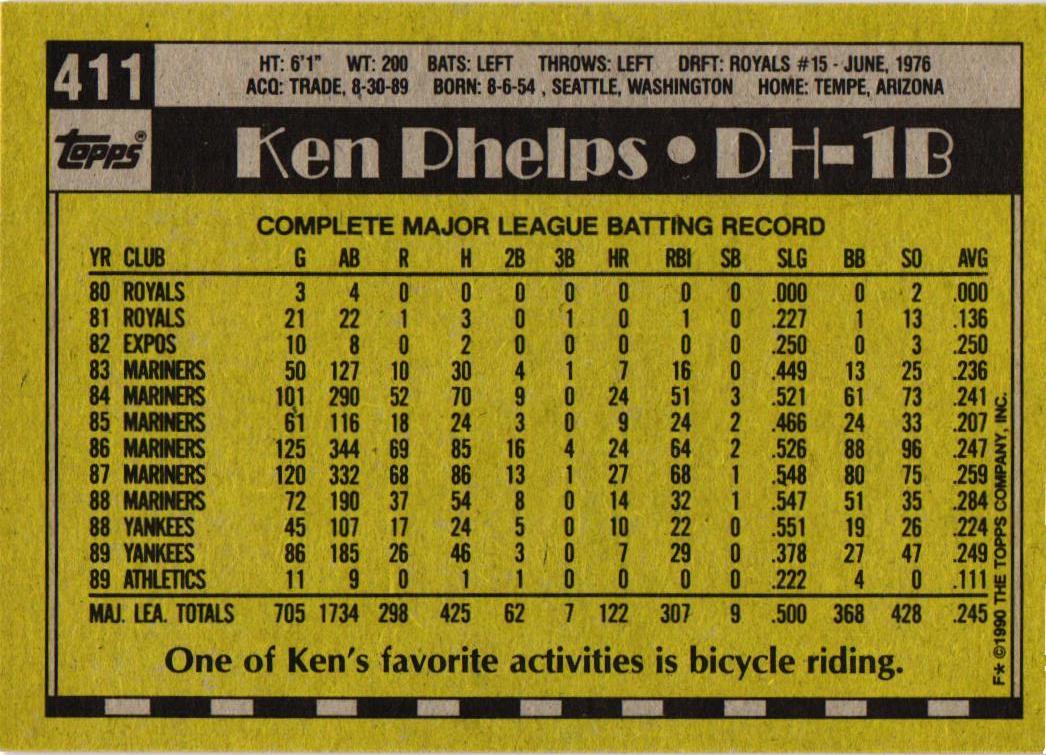 411
HT: 6'1" WT: 200 BATS: LEFT THROWS: LEFT DRFT: ROYALS #15 - JUNE, 1976
ACQ: TRADE, 8-30-89 BORN: 8-6-54 , SEATTLE, WASHINGTON HOME: TEMPE, ARIZONA
topps®
Ken Phelps • DH-1B
COMPLETE MAJOR LEAGUE BATTING RECORD
YR CLUB G AB R H 2B 3B HR RBI SB SLG BB SO AVG
80 ROYALS 3 4 0 0 0 0 0 0 0 .000 0 2 .000
81 ROYALS 21 22 1 3 0 1 0 1 0 .227 1 13 .136
82 EXPOS 10 8 0 2 0 0 0 0 0 .250 0 3 .250
83 MARINERS 50 127 10 30 4 1 7 16 0 .449 13 25 .236
84 MARINERS 101 290 52 70 9 0 24 51 3 .521 61 73 .241
85 MARINERS 61 116 18 24 3 0 9 24 2 .466 24 33 .207
86 MARINERS 125 344 69 85 16 4 24 64 2 .526 88 96 .247
87 MARINERS 120 332 68 86 13 1 27 68 1 .548 80 75 .259
88 MARINERS 72 190 37 54 8 0 14 32 1 .547 51 35 .284
88 YANKEES 45 107 17 24 5 0 10 22 0 .551 19 26 .224
89 YANKEES 86 185 26 46 3 0 7 29 0 .378 27 47 .249
89 ATHLETICS 11 9 0 1 1 0 0 0 0 .222 4 0 .111
MAJ. LEA. TOTALS 705 1734 298 425 62 7 122 307 9 .500 368 428 .245
One of Ken's favorite activities is bicycle riding.
F* ©1990 THE TOPPS COMPANY, INC.